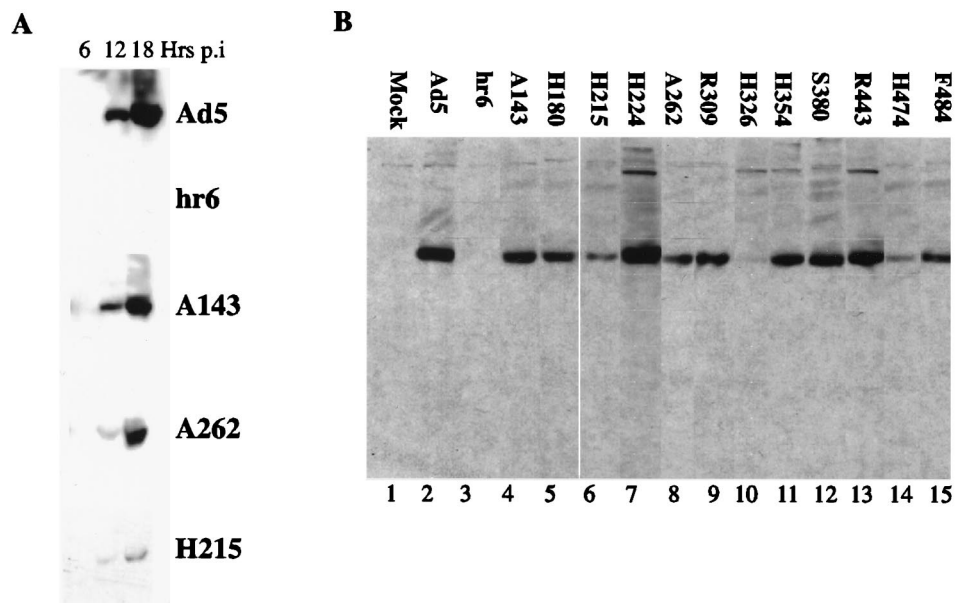 A
6 12 18 Hrs p.i
Ad5
hr6
A143
A262
H215
B
Mock Ad5 hr6 A143 H180 H215 H224 A262 R309 H326 H354 S380 R443 H474 F484
1 2 3 4 5 6 7 8 9 10 11 12 13 14 15